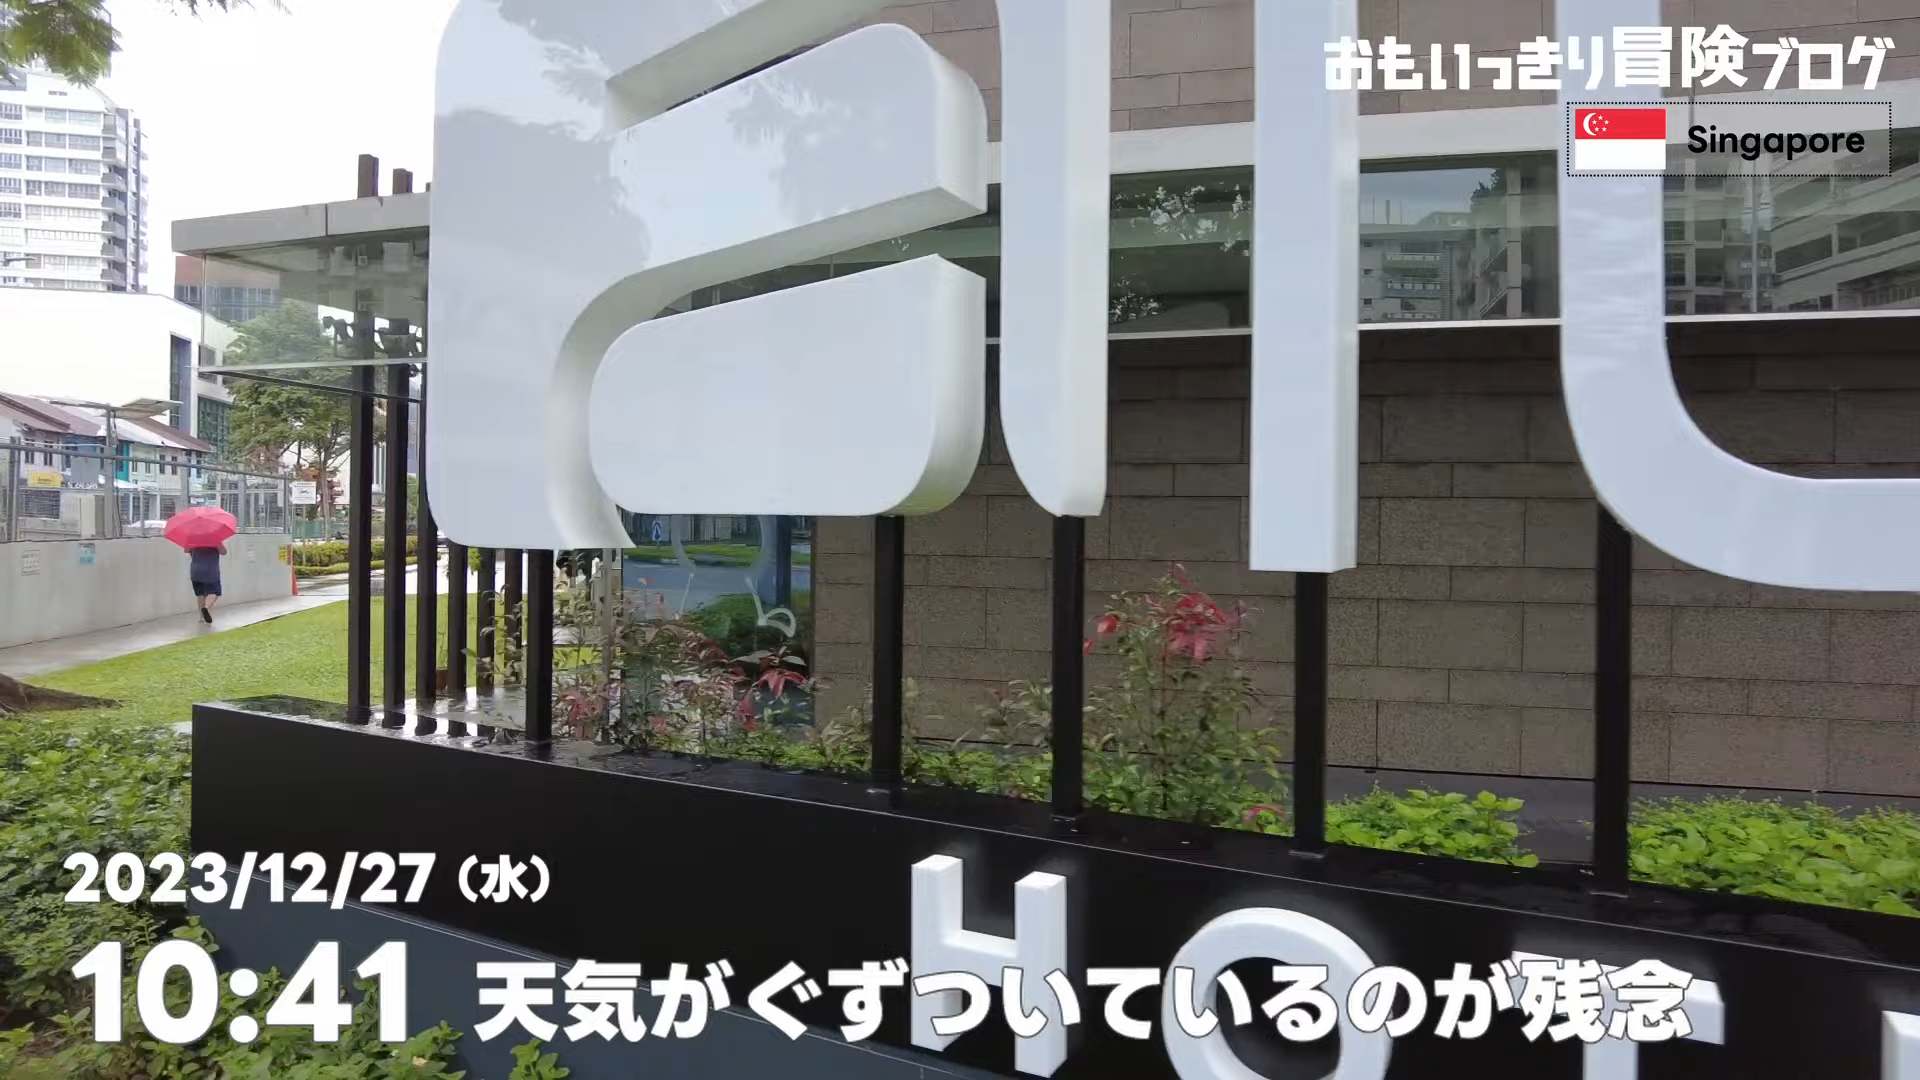 おもいっきり冒険ブログ
Singapore
2023/12/27（水）
10:41 天気がぐずついているのが残念
HOT